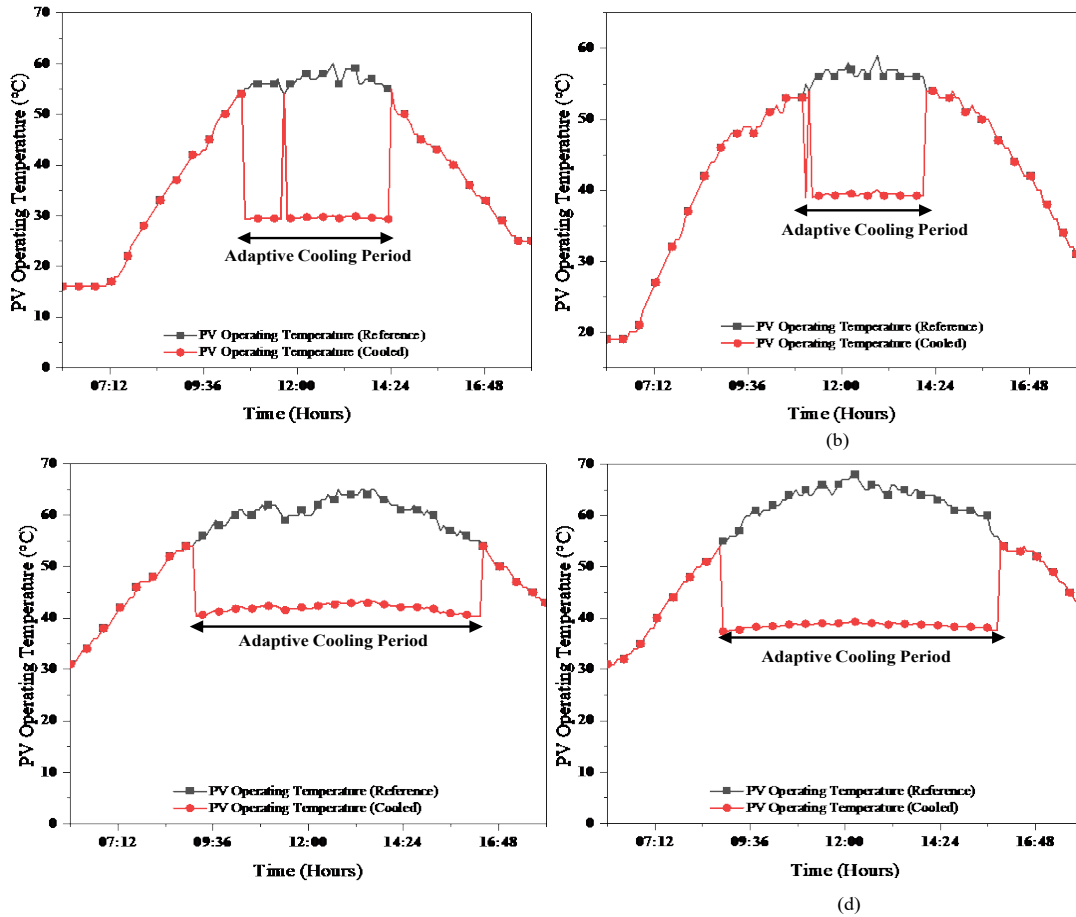 70
60
50
40
30
20
10
0
PV Operating Temperature (°C)
Adaptive Cooling Period
PV Operating Temperature (Reference)
PV Operating Temperature (Cooled)
07:12 09:36 12:00 14:24 16:48
Time (Hours)
60
50
40
30
20
PV Operating Temperature (°C)
Adaptive Cooling Period
PV Operating Temperature (Reference)
PV Operating Temperature (Cooled)
07:12 09:36 12:00 14:24 16:48
Time (Hours)
(b)
70
60
50
40
30
20
10
0
PV Operating Temperature (°C)
Adaptive Cooling Period
PV Operating Temperature (Reference)
PV Operating Temperature (Cooled)
07:12 09:36 12:00 14:24 16:48
Time (Hours)
70
60
50
40
30
20
10
0
PV Operating Temperature (°C)
Adaptive Cooling Period
PV Operating Temperature (Reference)
PV Operating Temperature (Cooled)
07:12 09:36 12:00 14:24 16:48
Time (Hours)
(d)